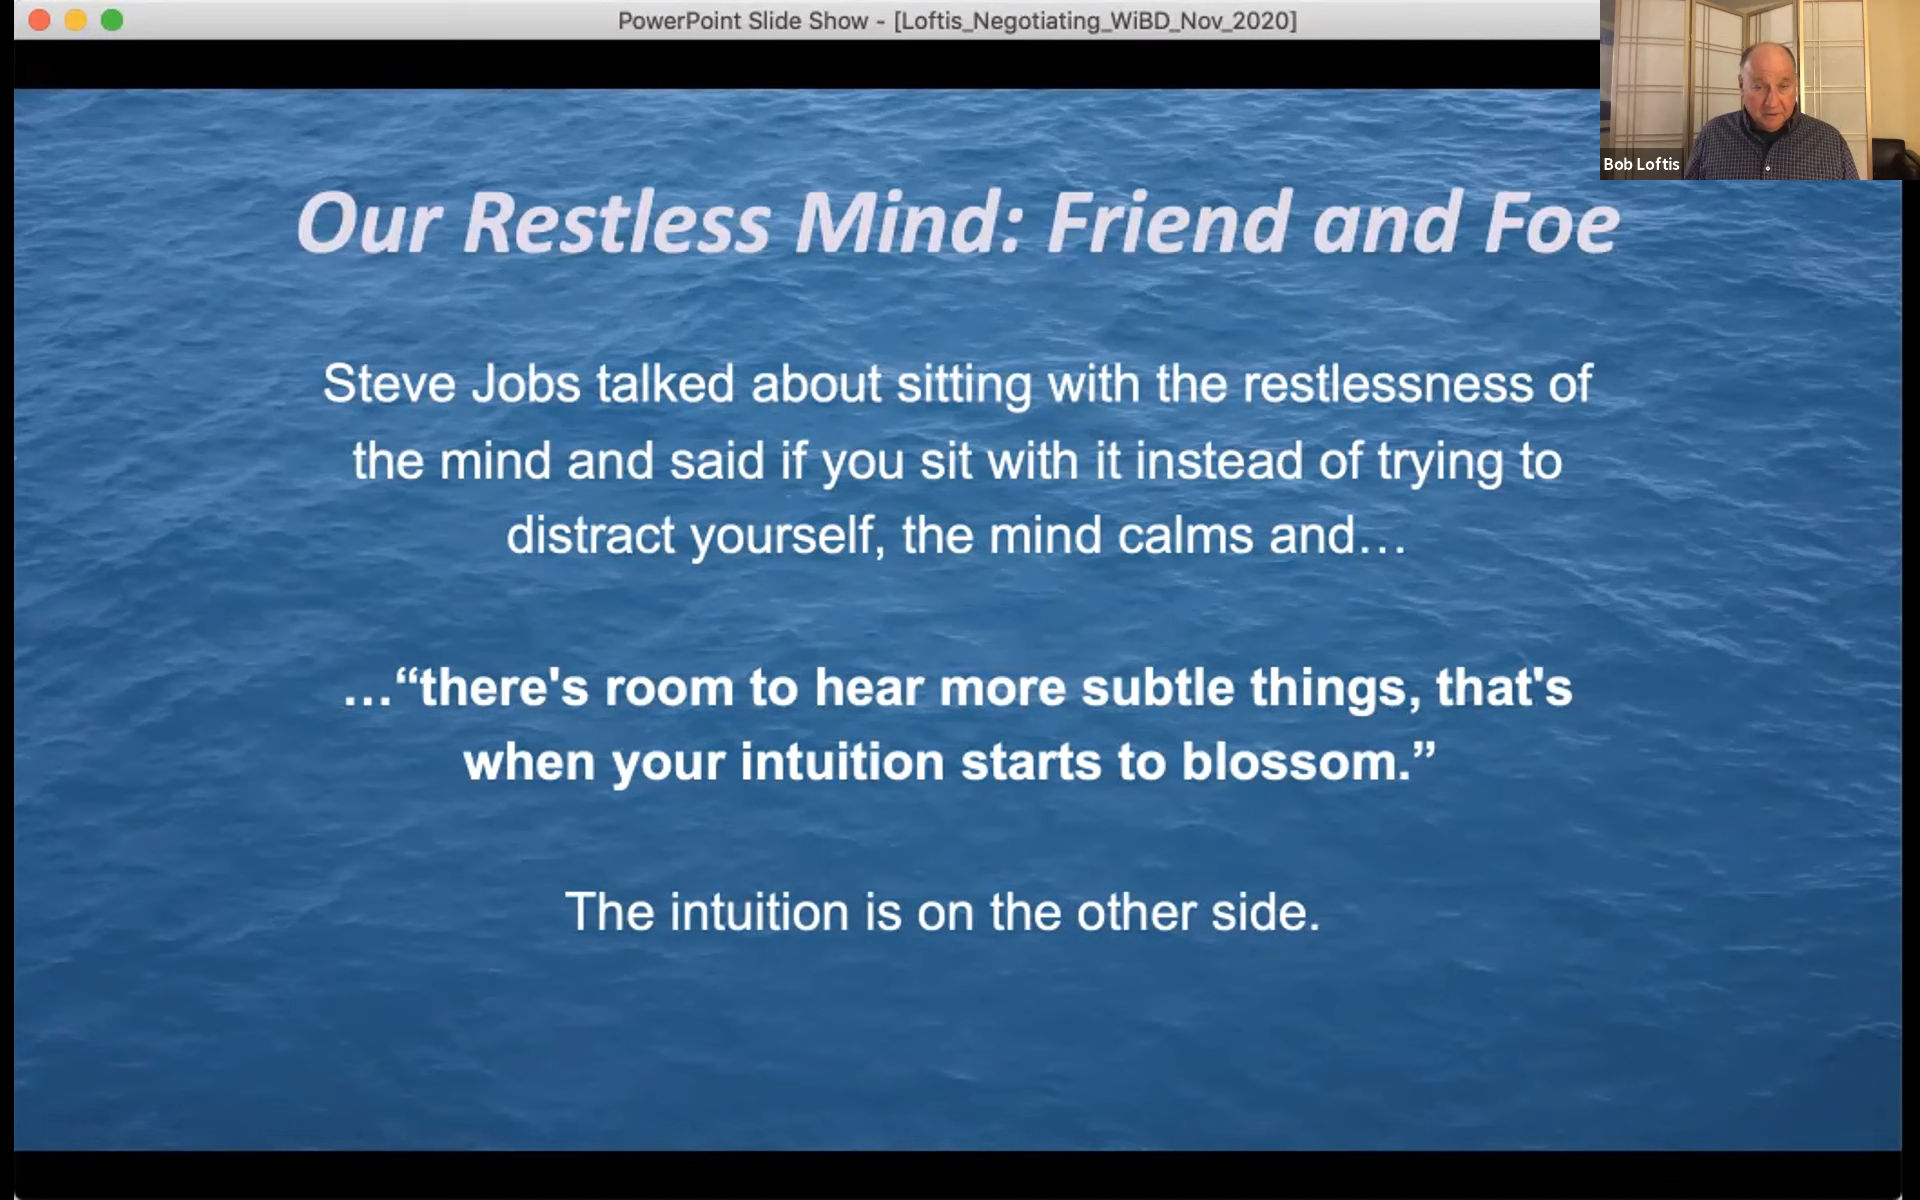 PowerPoint Slide Show - [Loftis_Negotiating_WiBD_Nov_2020]
Bob Loftis
Our Restless Mind: Friend and Foe
Steve Jobs talked about sitting with the restlessness of
the mind and said if you sit with it instead of trying to
distract yourself, the mind calms and…
…“there's room to hear more subtle things, that's
when your intuition starts to blossom.”
The intuition is on the other side.